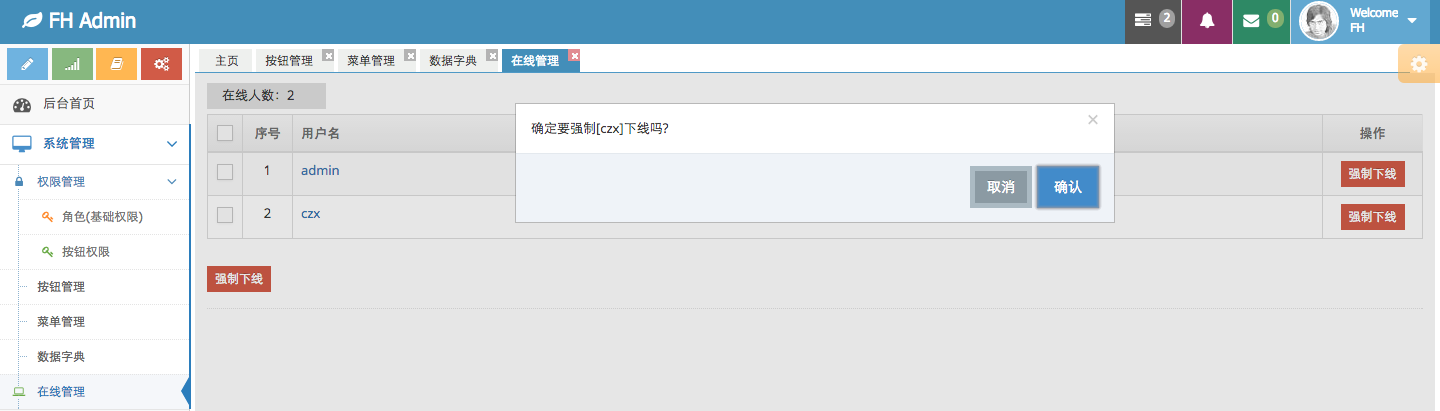 FH Admin
2
0
Welcome
FH
主页
按钮管理
菜单管理
数据字典
在线管理
后台首页
系统管理
权限管理
角色(基础权限)
按钮权限
按钮管理
菜单管理
数据字典
在线管理
在线人数：2
序号
用户名
操作
1
admin
强制下线
2
czx
强制下线
强制下线
确定要强制[czx]下线吗?
×
取消
确认